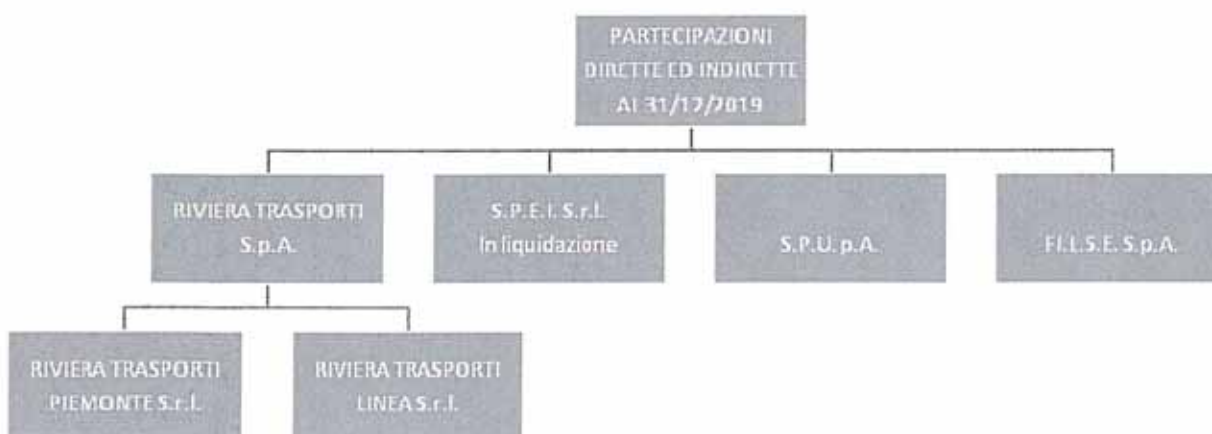 PARTECIPAZIONI
DIRETTE ED INDIRETTE
AL 31/12/2019
RIVIERA TRASPORTI
S.p.A.
S.P.E.I. S.r.l.
In liquidazione
S.P.U. p.A.
FI.L.S.E. S.p.A.
RIVIERA TRASPORTI
PIEMONTE S.r.l.
RIVIERA TRASPORTI
LINEA S.r.l.